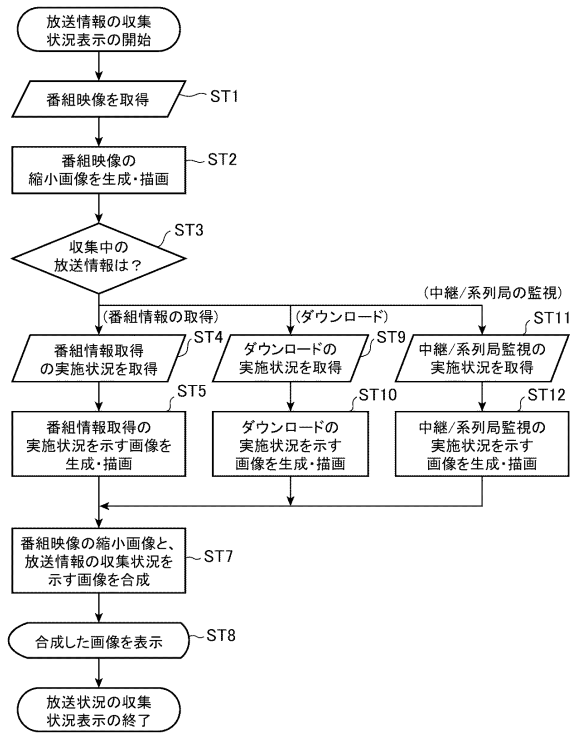 放送情報の収集
状況表示の開始
番組映像を取得
ST1
番組映像の
縮小画像を生成・描画
ST2
収集中の
放送情報は？
ST3
(番組情報の取得)
(ダウンロード)
(中継/系列局の監視)
番組情報取得
の実施状況を取得
ST4
ダウンロードの
実施状況を取得
ST9
中継/系列局監視の
実施状況を取得
ST11
番組情報取得の
実施状況を示す画像を
生成・描画
ST5
ダウンロードの
実施状況を示す
画像を生成・描画
ST10
中継/系列局監視の
実施状況を示す
画像を生成・描画
ST12
番組映像の縮小画像と、
放送情報の収集状況を
示す画像を合成
ST7
合成した画像を表示
ST8
放送状況の収集
状況表示の終了